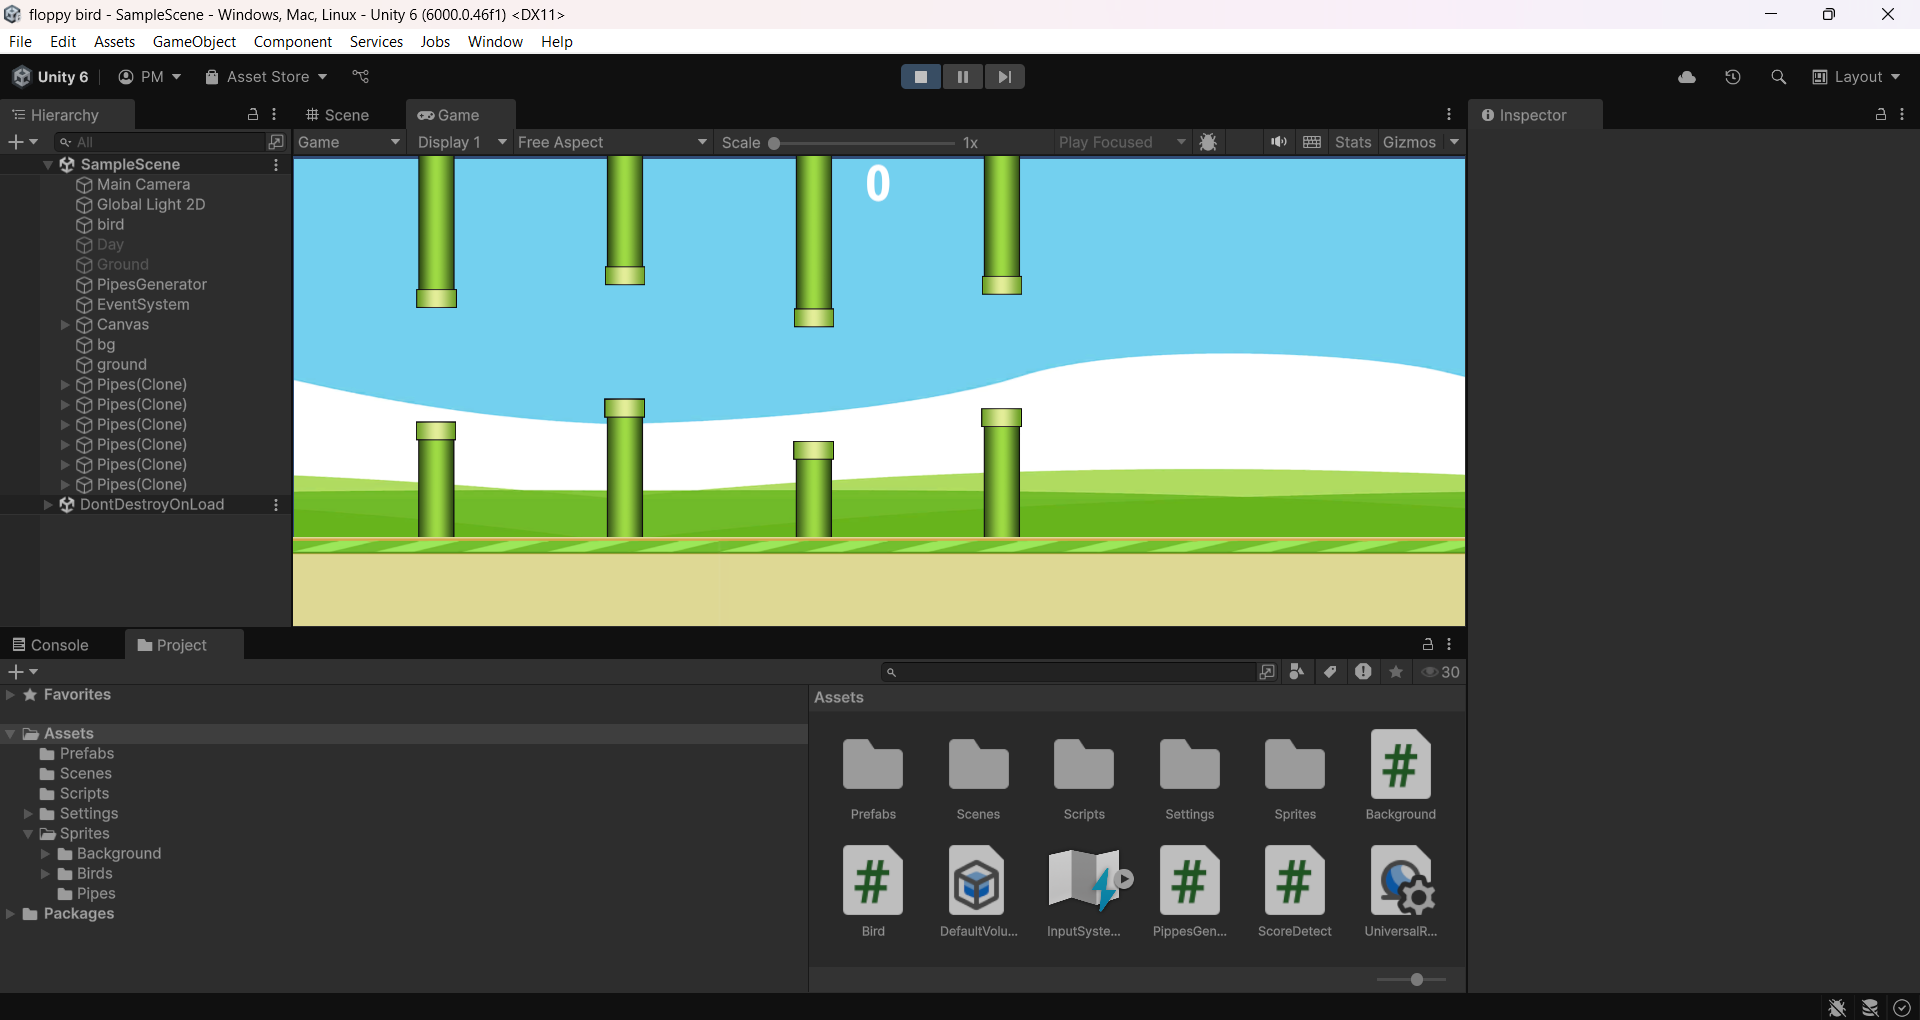 floppy bird - SampleScene - Windows, Mac, Linux - Unity 6 (6000.0.46f1) <DX11>
File Edit Assets GameObject Component Services Jobs Window Help
Unity 6 PM Asset Store Layout
Hierarchy Scene Game Inspector
All Game Display 1 Free Aspect Scale 1x Play Focused Stats Gizmos
SampleScene
Main Camera
Global Light 2D
bird
Day
Ground
PipesGenerator
EventSystem
Canvas
bg
ground
Pipes(Clone)
Pipes(Clone)
Pipes(Clone)
Pipes(Clone)
Pipes(Clone)
Pipes(Clone)
DontDestroyOnLoad
0
Console Project
30
Favorites
Assets
Prefabs
Scenes
Scripts
Settings
Sprites
Background
Birds
Pipes
Packages
Assets
Prefabs Scenes Scripts Settings Sprites Background
Bird DefaultVolu... InputSyste... PippesGen... ScoreDetect UniversalR...